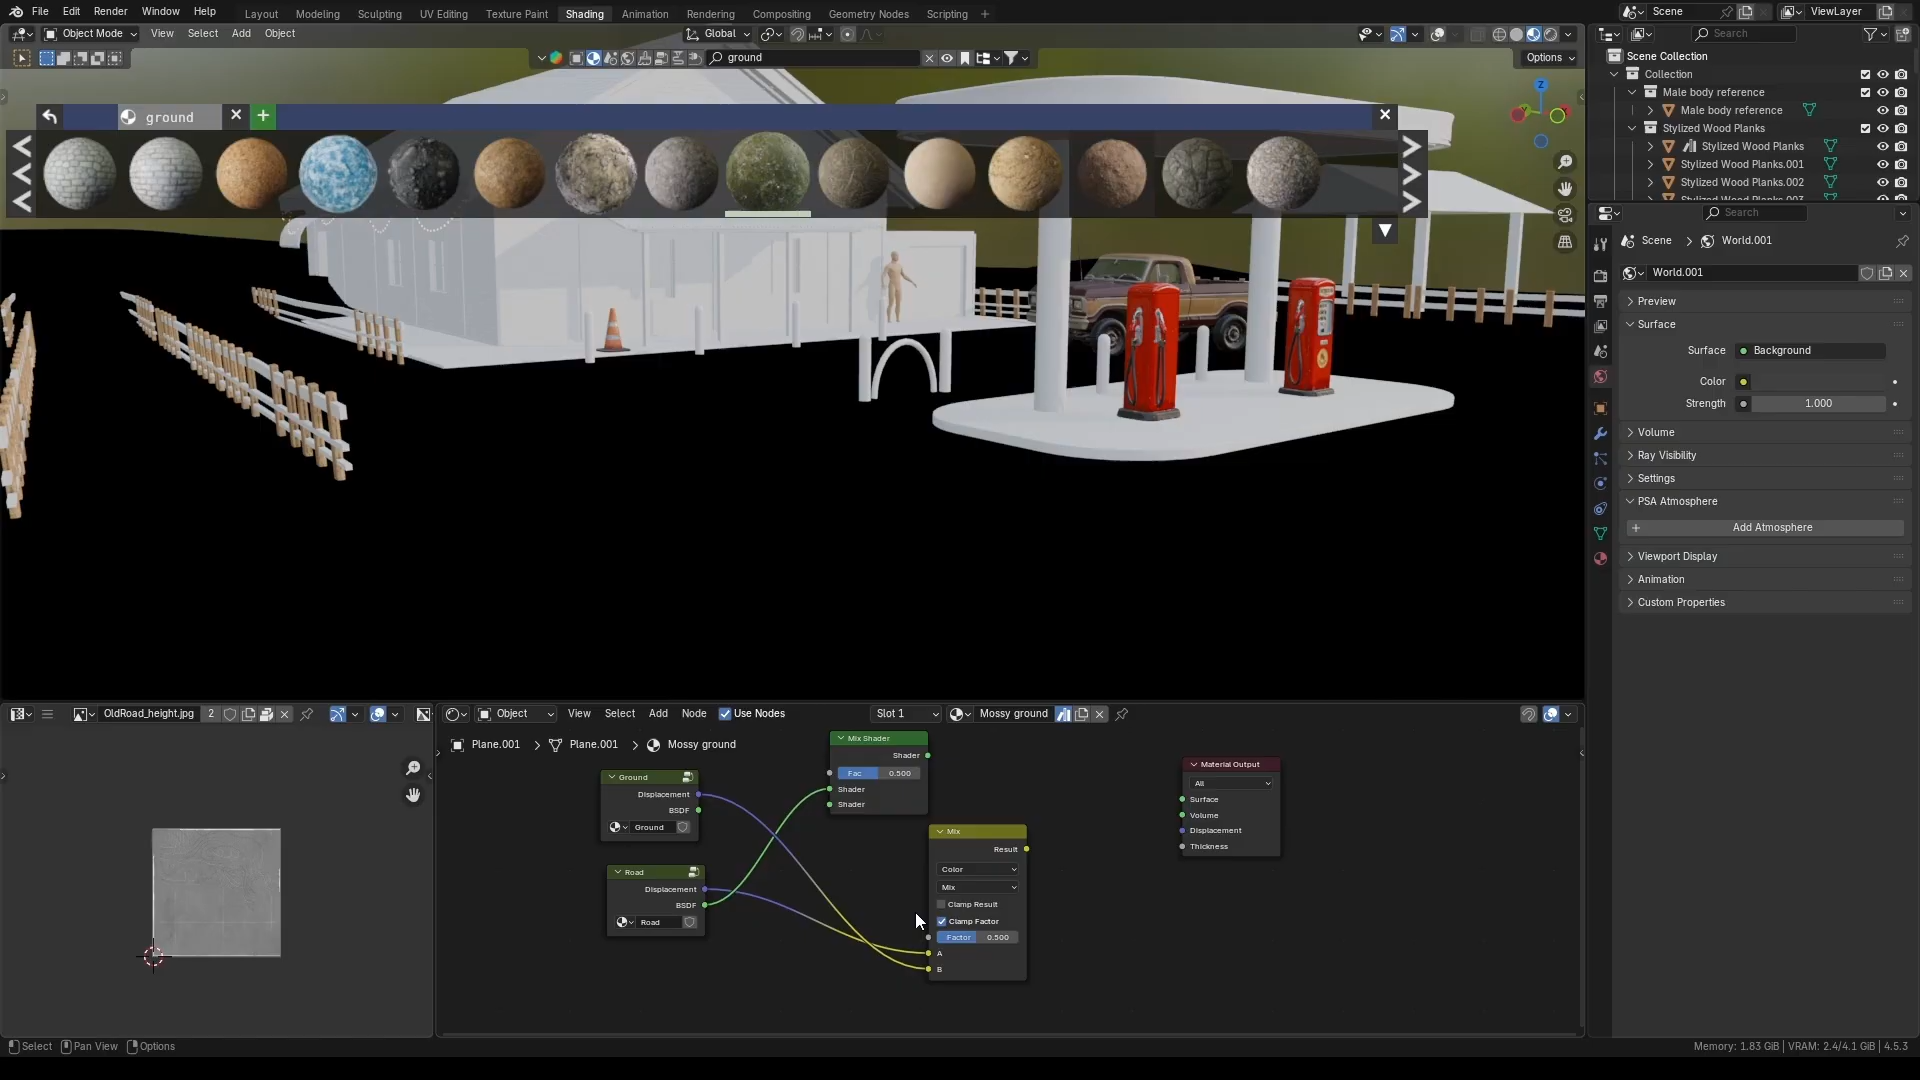 File Edit Render Window Help Layout Modeling Sculpting UV Editing Texture Paint Shading Animation Rendering Compositing Geometry Nodes Scripting + Scene ViewLayer
Object Mode View Select Add Object Global Search
ground Options
Scene Collection
Collection
Male body reference
Male body reference
Stylized Wood Planks
Stylized Wood Planks
Stylized Wood Planks.001
Stylized Wood Planks.002
ground
Search
Scene World.001
World.001
Preview
Surface
Surface Background
Color
Strength 1.000
Volume
Ray Visibility
Settings
PSA Atmosphere
+ Add Atmosphere
Viewport Display
Animation
Custom Properties
OldRoad_height.jpg 2
Object View Select Add Node Use Nodes Slot 1 Mossy ground
Plane.001 Plane.001 Mossy ground
Mix Shader
Shader
Fac 0.500
Shader
Shader
Ground
Displacement
BSDF
Ground
Road
Displacement
BSDF
Road
Mix
Result
Color
Mix
Clamp Result
Clamp Factor
Factor 0.500
A
B
Material Output
All
Surface
Volume
Displacement
Thickness
Select Pan View Options
Memory: 1.83 GiB | VRAM: 2.4/4.1 GiB | 4.5.3